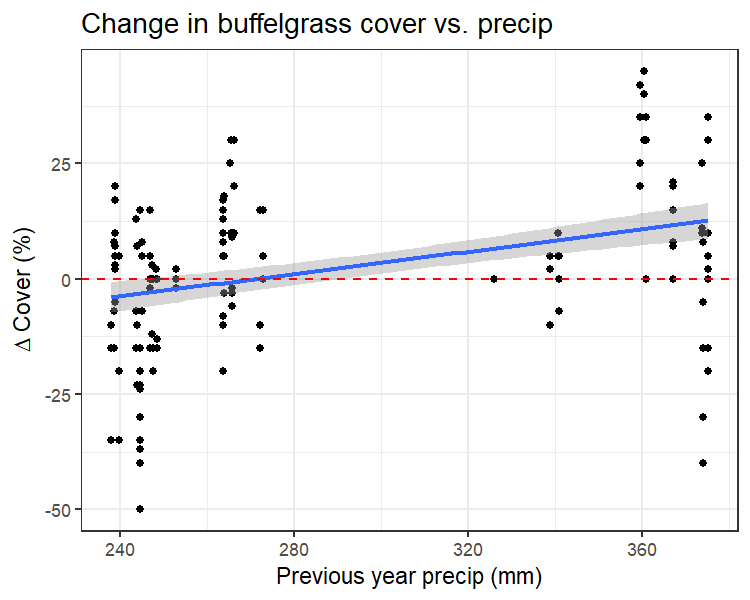 Change in buffelgrass cover vs. precip
25
0
-25
-50
Δ Cover (%)
240 280 320 360
Previous year precip (mm)